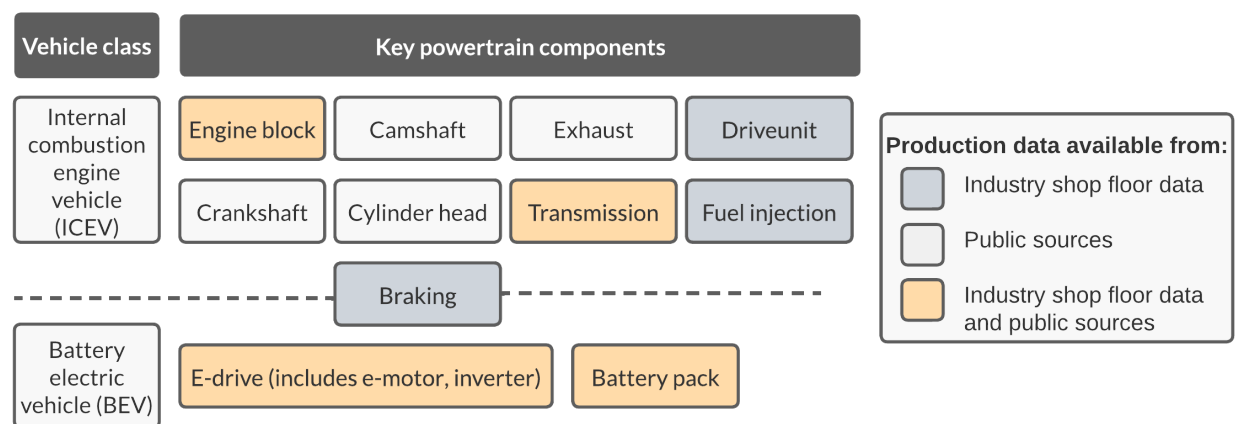 Vehicle class
Key powertrain components
Internal
combustion
engine
vehicle
(ICEV)
Engine block
Camshaft
Exhaust
Driveunit
Crankshaft
Cylinder head
Transmission
Fuel injection
Braking
Battery
electric
vehicle (BEV)
E-drive (includes e-motor, inverter)
Battery pack
Production data available from:
Industry shop floor data
Public sources
Industry shop floor data
and public sources